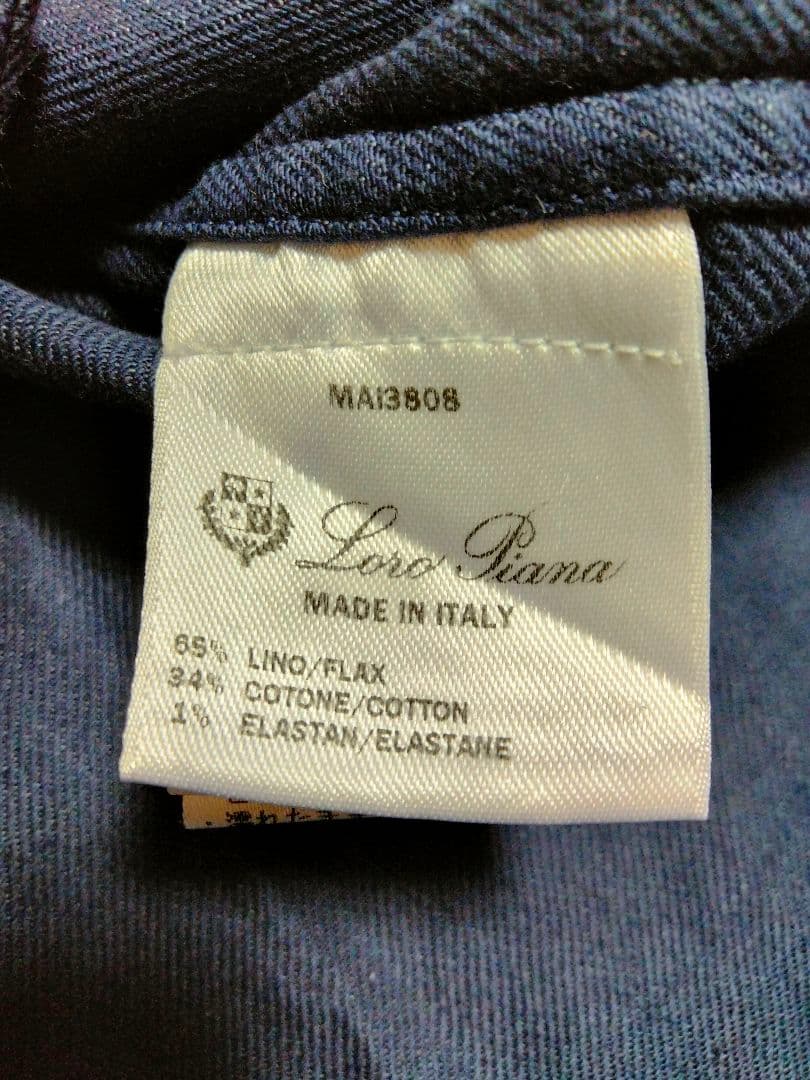 MAI3808
Loro Piana
MADE IN ITALY
65% LINO/FLAX
34% COTONE/COTTON
1% ELASTAN/ELASTANE